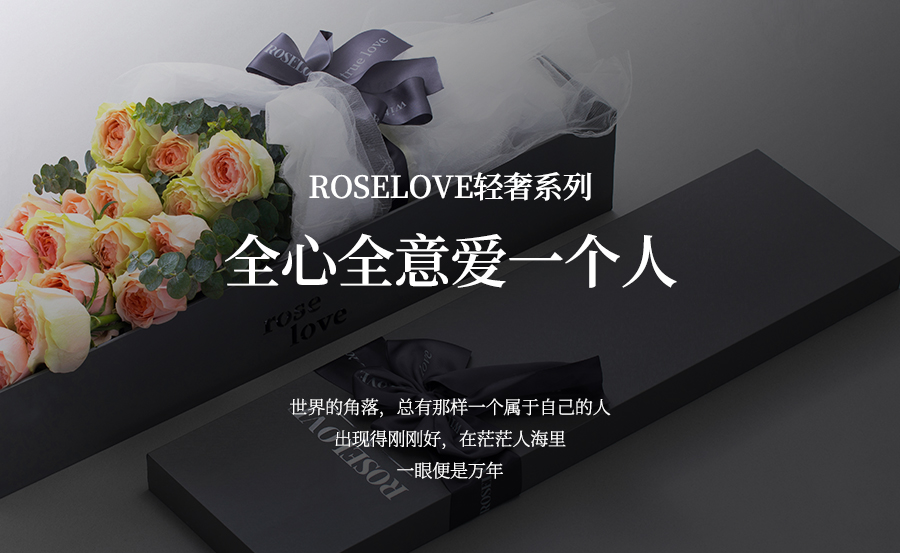 ROSELOVE
true love
ROSELOVE轻奢系列
全心全意爱一个人
rose
love
世界的角落，总有那样一个属于自己的人
出现得刚刚好，在茫茫人海里
一眼便是万年
ROSELOVE